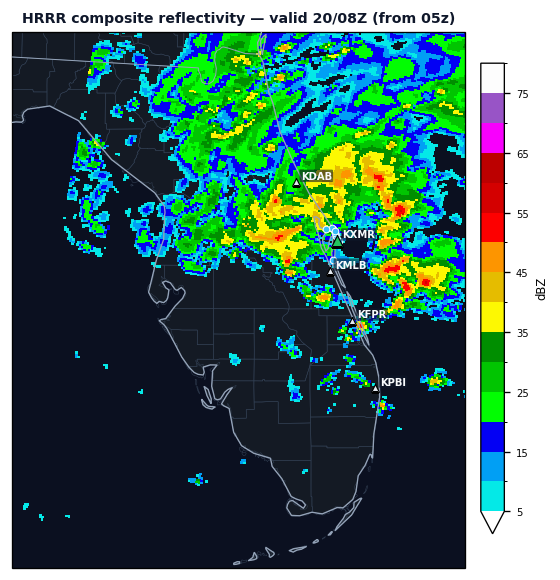 HRRR composite reflectivity — valid 20/08Z (from 05z)
KDAB
KXMR
KMLB
KFPR
KPBI
75
65
55
45
35
25
15
5
dBZ